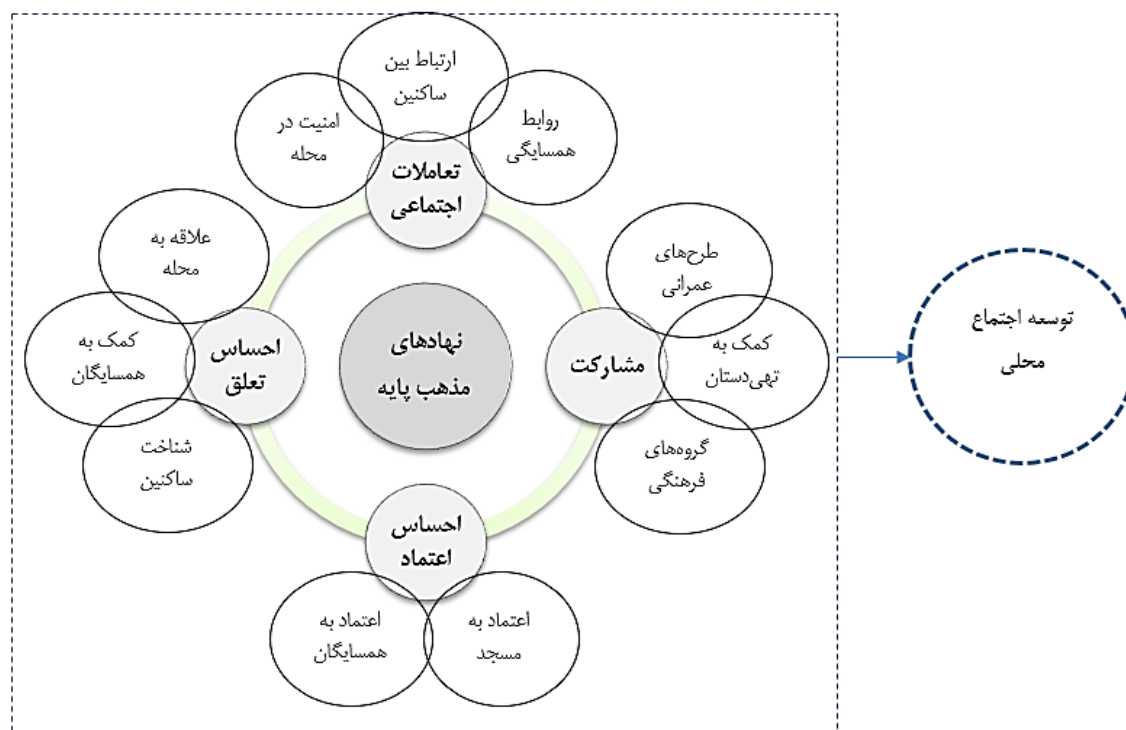 ارتباط بین
ساکنین
روابط
همسایگی
امنیت در
محله
تعاملات
اجتماعی
طرح‌های
عمرانی
علاقه به
محله
توسعه اجتماع
محلی
کمک به
تهی‌دستان
مشارکت
نهادهای
مذهب پایه
احساس
تعلق
کمک به
همسایگان
گروه‌های
فرهنگی
شناخت
ساکنین
احساس
اعتماد
اعتماد به
مسجد
اعتماد به
همسایگان